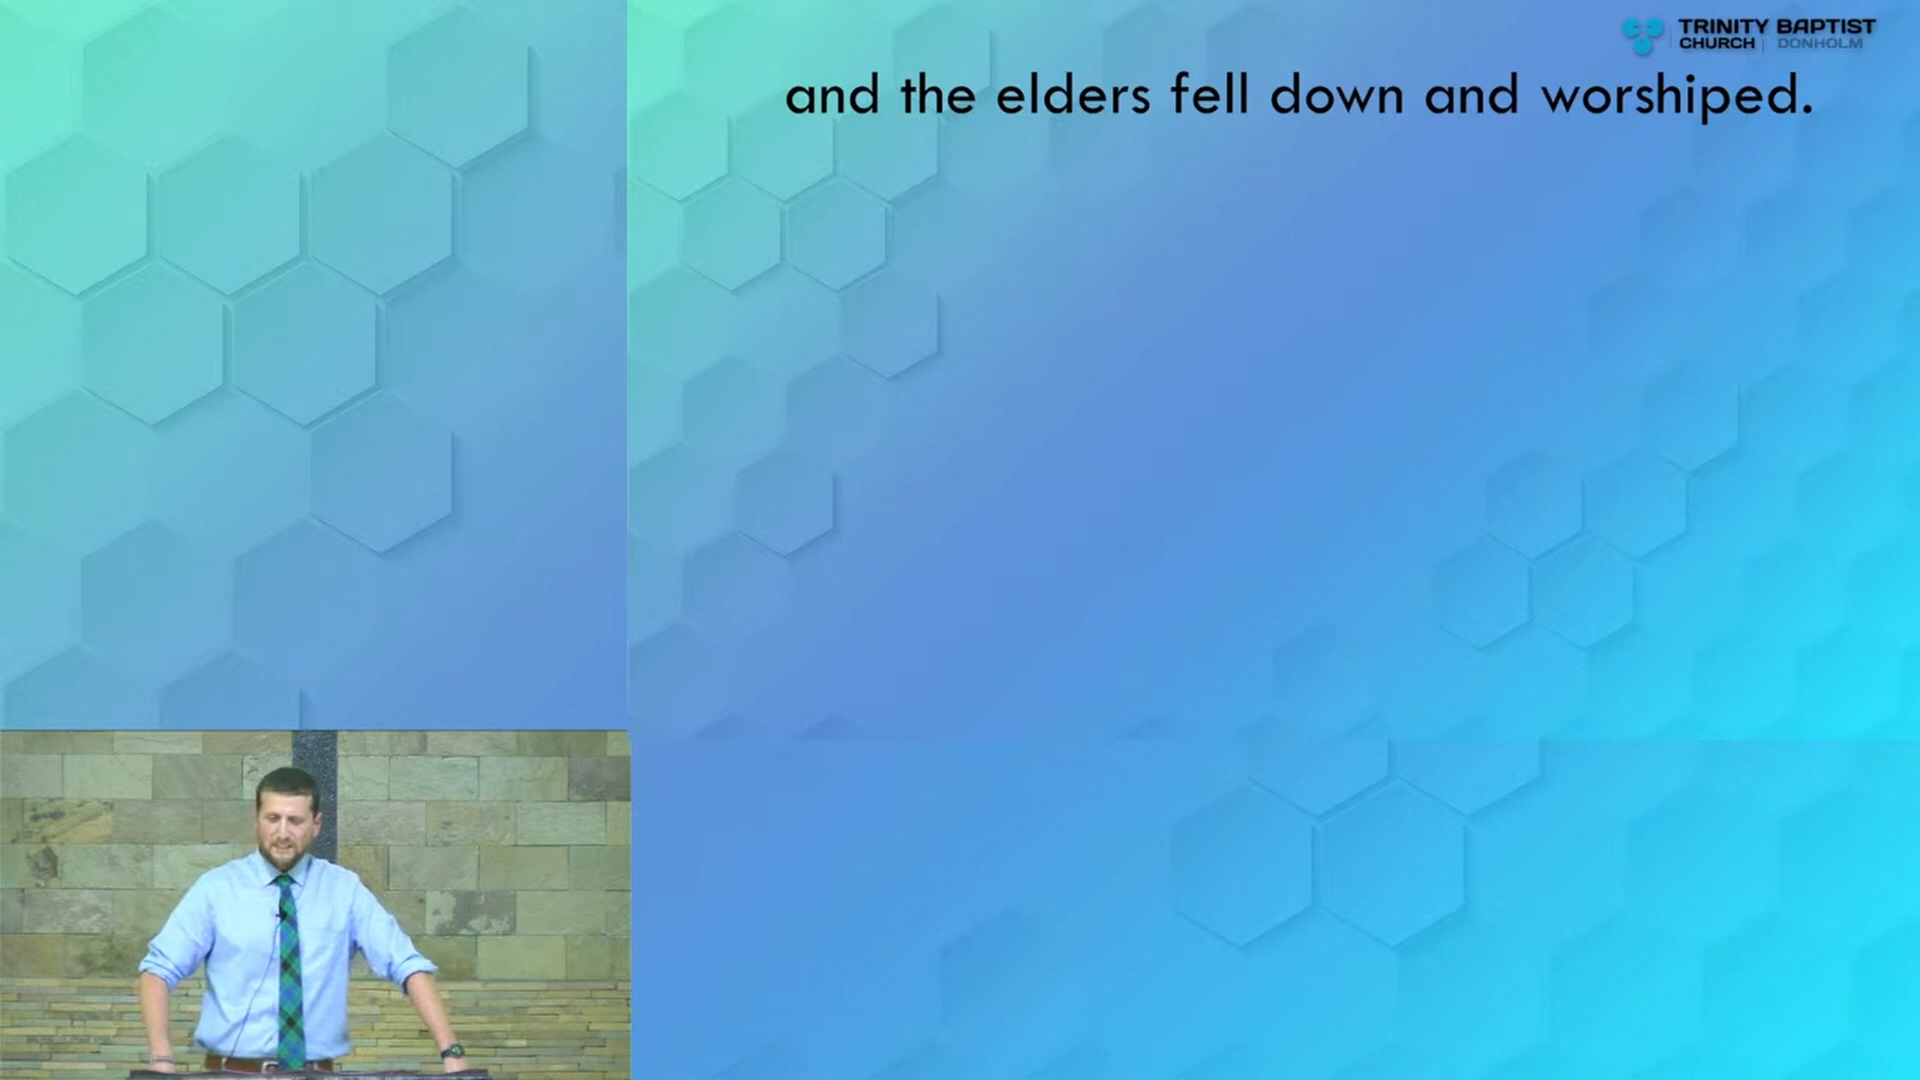 TRINITY BAPTIST
CHURCH | DONHOLM
and the elders fell down and worshiped.